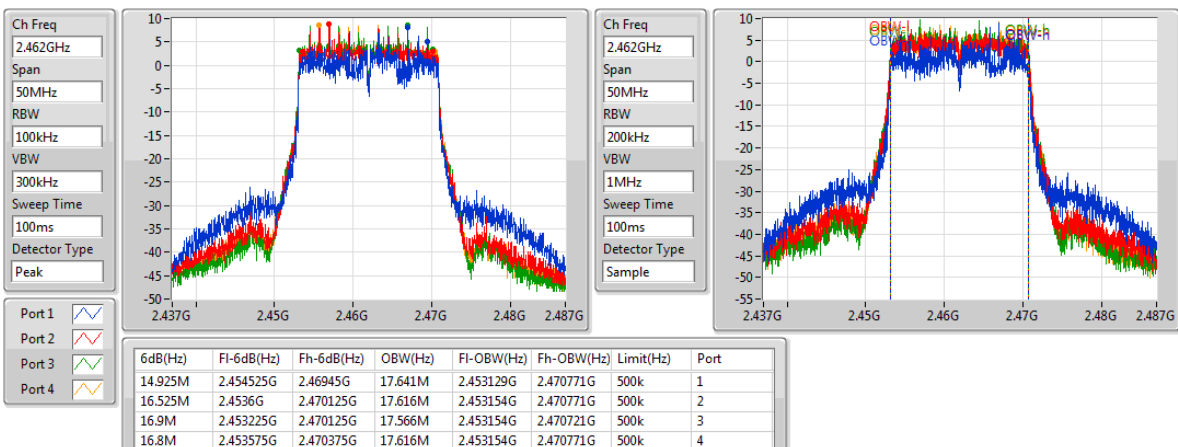 Ch Freq
2.462GHz
Span
50MHz
RBW
100kHz
VBW
300kHz
Sweep Time
100ms
Detector Type
Peak
10
5
0
-5
-10
-15
-20
-25
-30
-35
-40
-45
-50
2.437G 2.45G 2.46G 2.47G 2.48G 2.487G
Ch Freq
2.462GHz
Span
50MHz
RBW
200kHz
VBW
1MHz
Sweep Time
100ms
Detector Type
Sample
10
5
0
-5
-10
-15
-20
-25
-30
-35
-40
-45
-50
-55
OBW-l OBW-h
2.437G 2.45G 2.46G 2.47G 2.48G 2.487G
Port 1
Port 2
Port 3
Port 4
6dB(Hz) Fl-6dB(Hz) Fh-6dB(Hz) OBW(Hz) Fl-OBW(Hz) Fh-OBW(Hz) Limit(Hz) Port
14.925M 2.454525G 2.46945G 17.641M 2.453129G 2.470771G 500k 1
16.525M 2.4536G 2.470125G 17.616M 2.453154G 2.470771G 500k 2
16.9M 2.453225G 2.470125G 17.566M 2.453154G 2.470721G 500k 3
16.8M 2.453575G 2.470375G 17.616M 2.453154G 2.470771G 500k 4